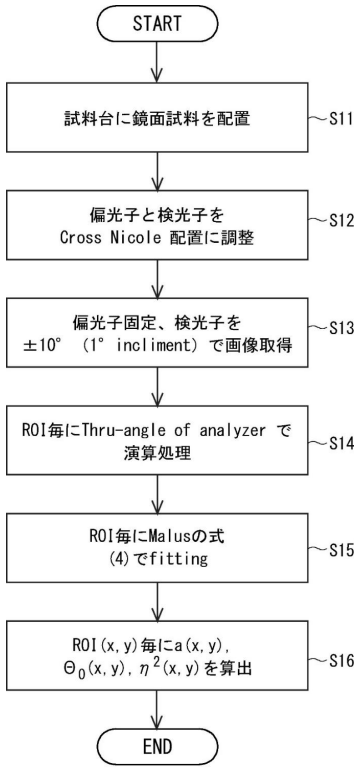 START
試料台に鏡面試料を配置
S11
偏光子と検光子を
Cross Nicole 配置に調整
S12
偏光子固定、検光子を
±10° (1°incliment) で画像取得
S13
ROI毎にThru-angle of analyzer で
演算処理
S14
ROI毎にMalusの式
(4)でfitting
S15
ROI(x,y)毎にa(x,y),
Θ₀(x,y), η²(x,y)を算出
S16
END